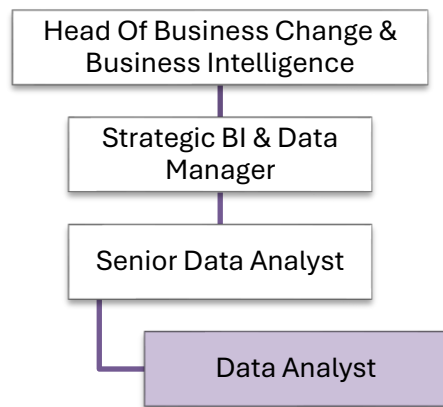 Head Of Business Change &
Business Intelligence
Strategic BI & Data
Manager
Senior Data Analyst
Data Analyst